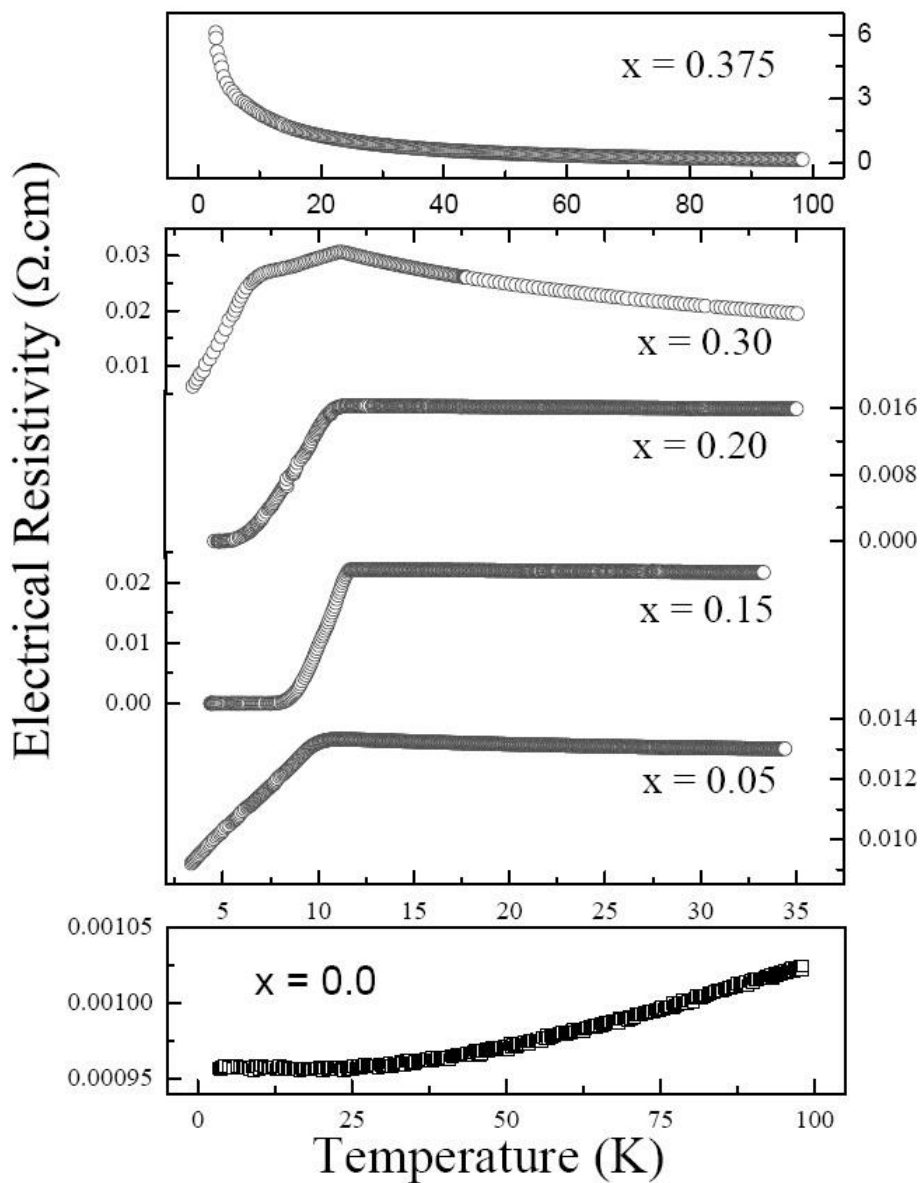 6
x = 0.375
3
0
0 20 40 60 80 100
0.03
0.02
x = 0.30
0.01
0.016
x = 0.20
0.008
0.000
0.02
x = 0.15
0.01
0.00
0.014
x = 0.05
0.012
0.010
5 10 15 20 25 30 35
0.00105
x = 0.0
0.00100
0.00095
0 25 50 75 100
Temperature (K)
Electrical Resistivity (Ω.cm)